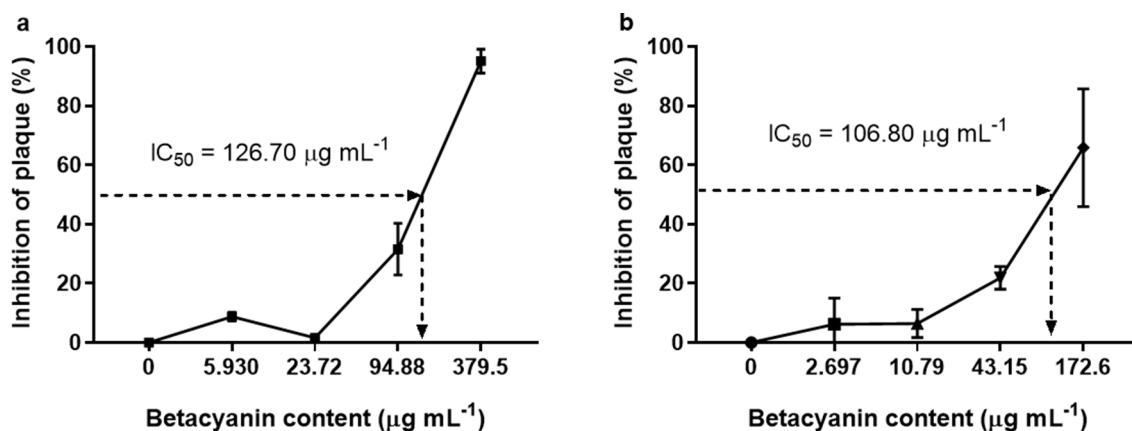 a
Inhibition of plaque (%)
100
80
60
40
20
0
IC50 = 126.70 µg mL-1
0 5.930 23.72 94.88 379.5
Betacyanin content (µg mL-1)
b
Inhibition of plaque (%)
100
80
60
40
20
0
IC50 = 106.80 µg mL-1
0 2.697 10.79 43.15 172.6
Betacyanin content (µg mL-1)